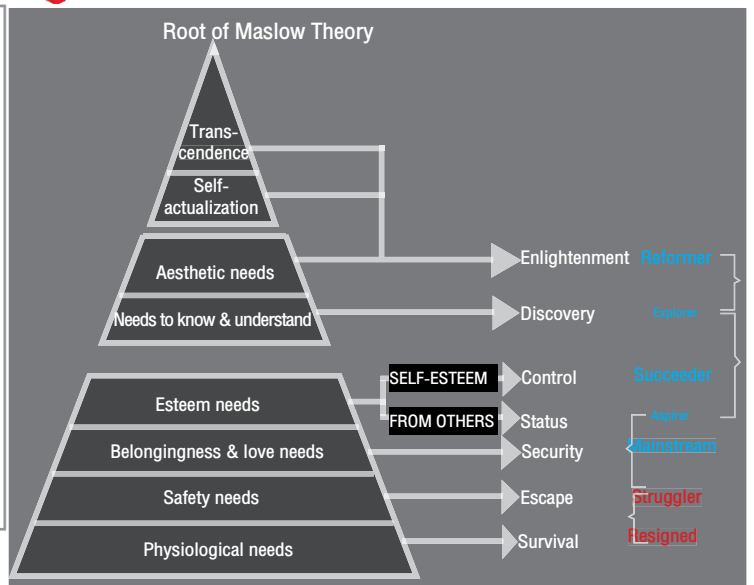 Root of Maslow Theory
Trans-
cendence
Self-
actualization
Aesthetic needs
Enlightenment Reformer
Needs to know & understand
Discovery Explorer
SELF-ESTEEM Control Succeeder
Esteem needs
FROM OTHERS Status Aspirer
Belongingness & love needs
Security Mainstream
Safety needs
Escape Struggler
Physiological needs
Survival Resigned